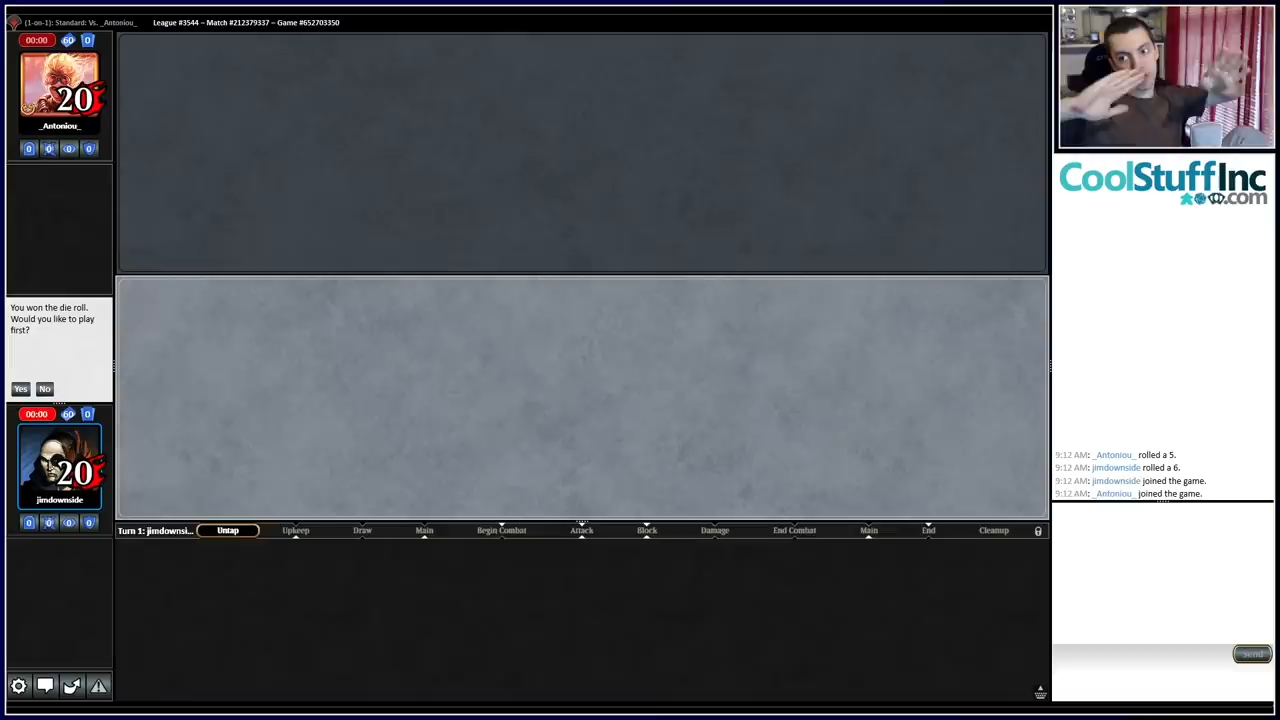 (1-on-1): Standard: Vs. _Antoniou_ League #3544 – Match #212379337 – Game #652703350
00:00 60 0
20
_Antoniou_
0 0 0 0
CoolStuffInc
.com
You won the die roll.
Would you like to play
first?
Yes No
00:00 60 0
20
jimdownside
0 0 0 0
9:12 AM: _Antoniou_ rolled a 5.
9:12 AM: jimdownside rolled a 6.
9:12 AM: jimdownside joined the game.
9:12 AM: _Antoniou_ joined the game.
Turn 1: jimdownsi... Untap Upkeep Draw Main Begin Combat Attack Block Damage End Combat Main End Cleanup
Send